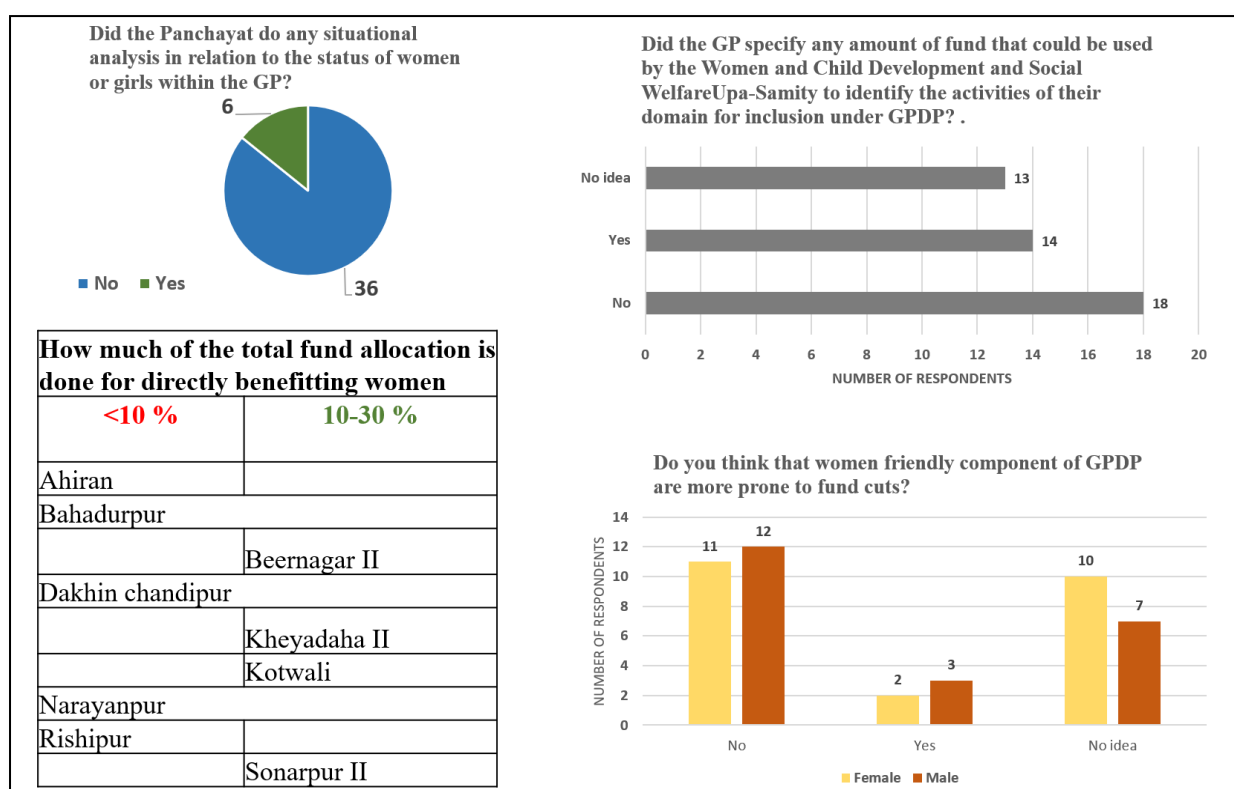 Did the Panchayat do any situational
analysis in relation to the status of women
or girls within the GP?
6
36
No Yes
How much of the total fund allocation is
done for directly benefitting women
<10 % 10-30 %
Ahiran
Bahadurpur
Beernagar II
Dakhin chandipur
Kheyadaha II
Kotwali
Narayanpur
Rishipur
Sonarpur II
Did the GP specify any amount of fund that could be used
by the Women and Child Development and Social
WelfareUpa-Samity to identify the activities of their
domain for inclusion under GPDP? .
No idea 13
Yes 14
No 18
0 2 4 6 8 10 12 14 16 18 20
NUMBER OF RESPONDENTS
Do you think that women friendly component of GPDP
are more prone to fund cuts?
NUMBER OF RESPONDENTS
14
12
10
8
6
4
2
0
11 12
2 3
10 7
No Yes No idea
Female Male